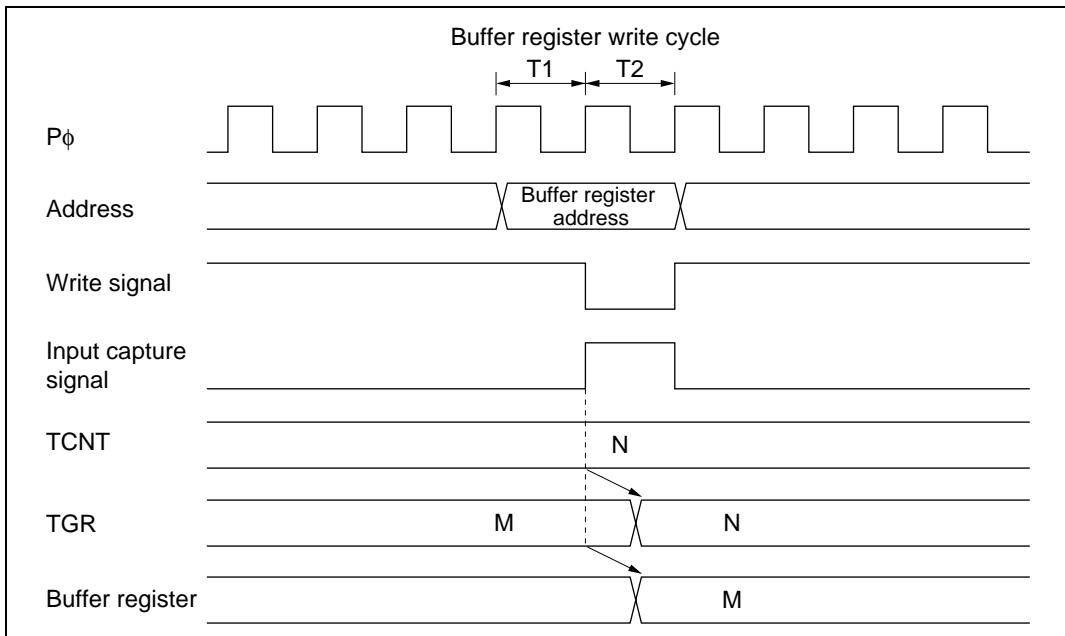 Buffer register write cycle
T1 T2
Pϕ
Address
Buffer register
address
Write signal
Input capture
signal
TCNT
N
TGR
M N
Buffer register
M